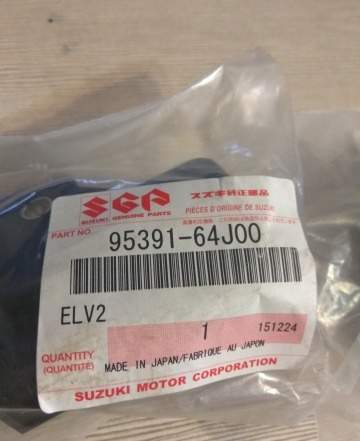 SGP スズキ純正部品
SUZUKI GENUINE PARTS PIÈCES D'ORIGINE DE SUZUKI
PART NO. 95391-64J00
ELV2
1 151224
QUANTITY
(QUANTITÉ) MADE IN JAPAN/FABRIQUE AU JAPON
SUZUKI MOTOR CORPORATION